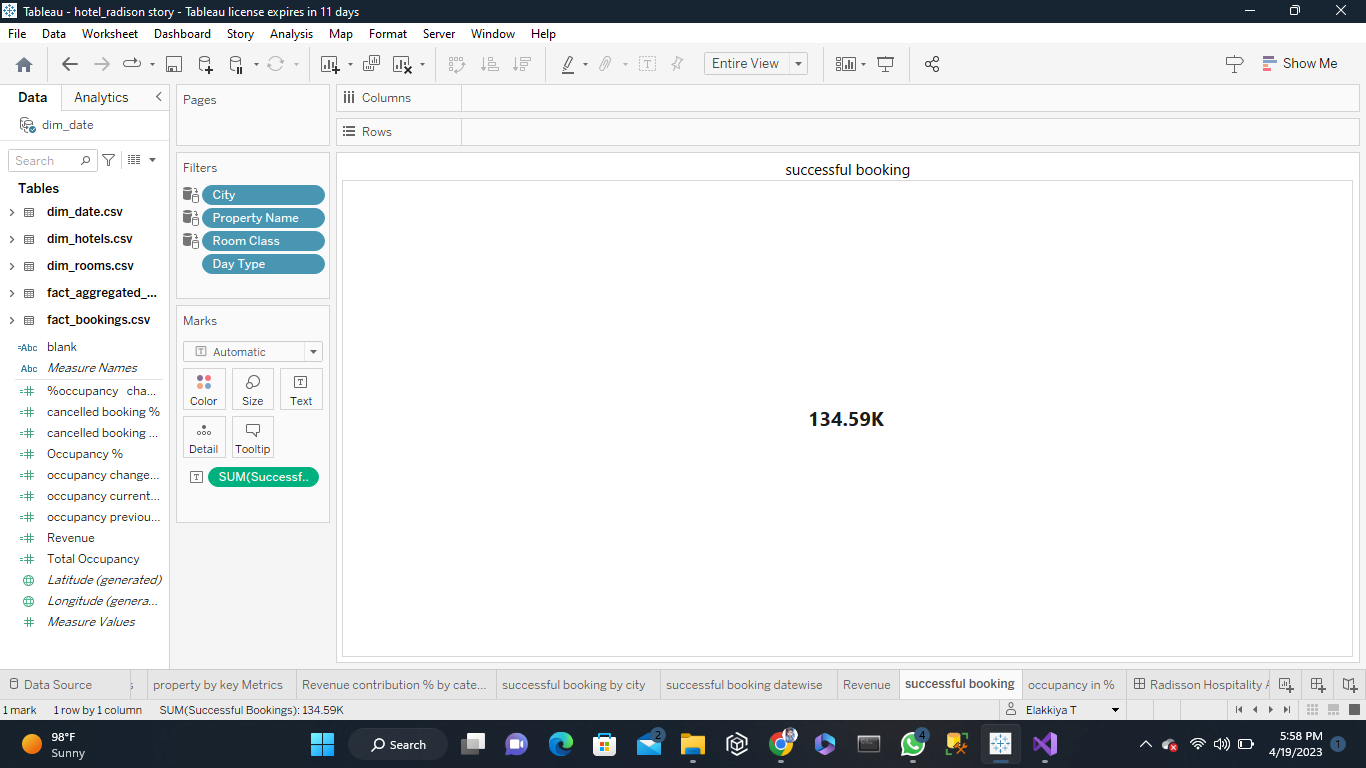 Tableau - hotel_radison story - Tableau license expires in 11 days
File Data Worksheet Dashboard Story Analysis Map Format Server Window Help
Entire View
Show Me
Data Analytics
dim_date
Search
Tables
dim_date.csv
dim_hotels.csv
dim_rooms.csv
fact_aggregated_...
fact_bookings.csv
=Abc blank
Abc Measure Names
%occupancy cha...
cancelled booking %
cancelled booking ...
Occupancy %
occupancy change...
occupancy current...
occupancy previou...
Revenue
Total Occupancy
Latitude (generated)
Longitude (genera...
Measure Values
Pages
Filters
City
Property Name
Room Class
Day Type
Marks
Automatic
Color Size Text
Detail Tooltip
SUM(Successf..
Columns
Rows
successful booking
134.59K
Data Source s property by key Metrics Revenue contribution % by cate... successful booking by city successful booking datewise Revenue successful booking occupancy in % Radisson Hospitality A
1 mark 1 row by 1 column SUM(Successful Bookings): 134.59K Elakkiya T
98°F
Sunny
Search
2
4
5:58 PM
4/19/2023
1